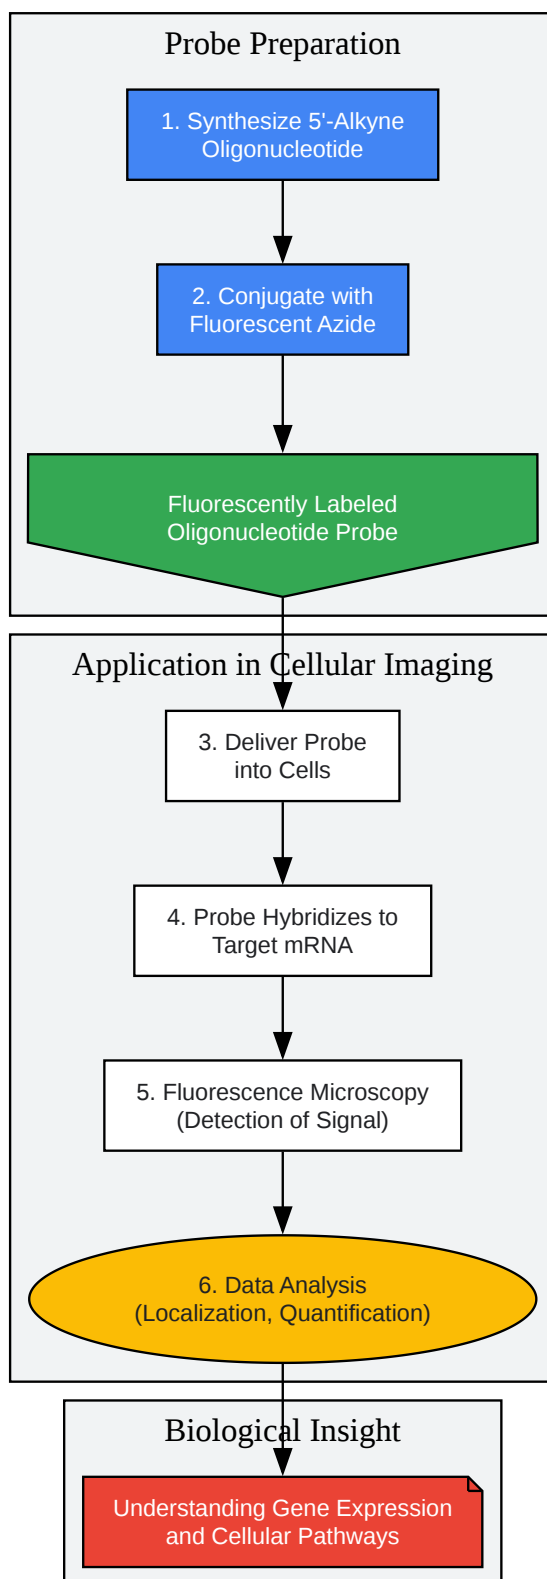 Probe Preparation
1. Synthesize 5'-Alkyne
Oligonucleotide
2. Conjugate with
Fluorescent Azide
Fluorescently Labeled
Oligonucleotide Probe
Application in Cellular Imaging
3. Deliver Probe
into Cells
4. Probe Hybridizes to
Target mRNA
5. Fluorescence Microscopy
(Detection of Signal)
6. Data Analysis
(Localization, Quantification)
Biological Insight
Understanding Gene Expression
and Cellular Pathways